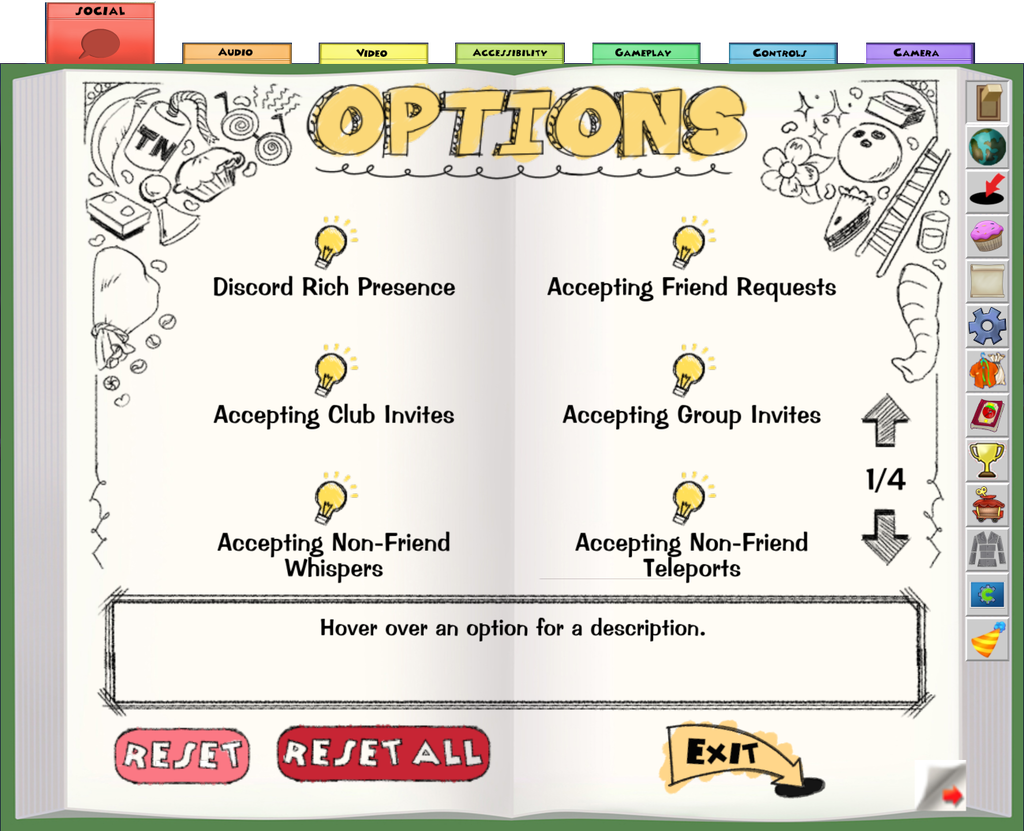 SOCIAL
AUDIO
VIDEO
ACCESSIBILITY
GAMEPLAY
CONTROLS
CAMERA
OPTIONS
TN
Discord Rich Presence
Accepting Friend Requests
Accepting Club Invites
Accepting Group Invites
1/4
Accepting Non-Friend
Whispers
Accepting Non-Friend
Teleports
Hover over an option for a description.
RESET
RESET ALL
EXIT